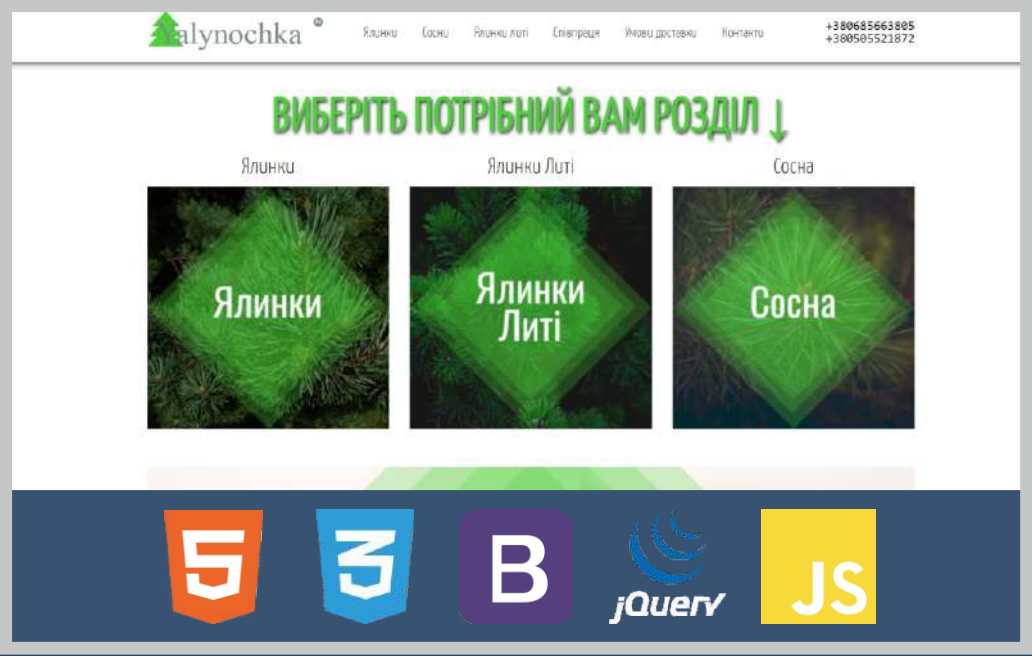 Yalynochka
Ялинки Сосни Ялинки литі Співпраця Умови доставки Контакти
+380685663805
+380505521872
ВИБЕРІТЬ ПОТРІБНИЙ ВАМ РОЗДІЛ ↓
Ялинки
Ялинки Литі
Сосна
Ялинки
Ялинки
Литі
Сосна
5
3
B
jQuery
JS